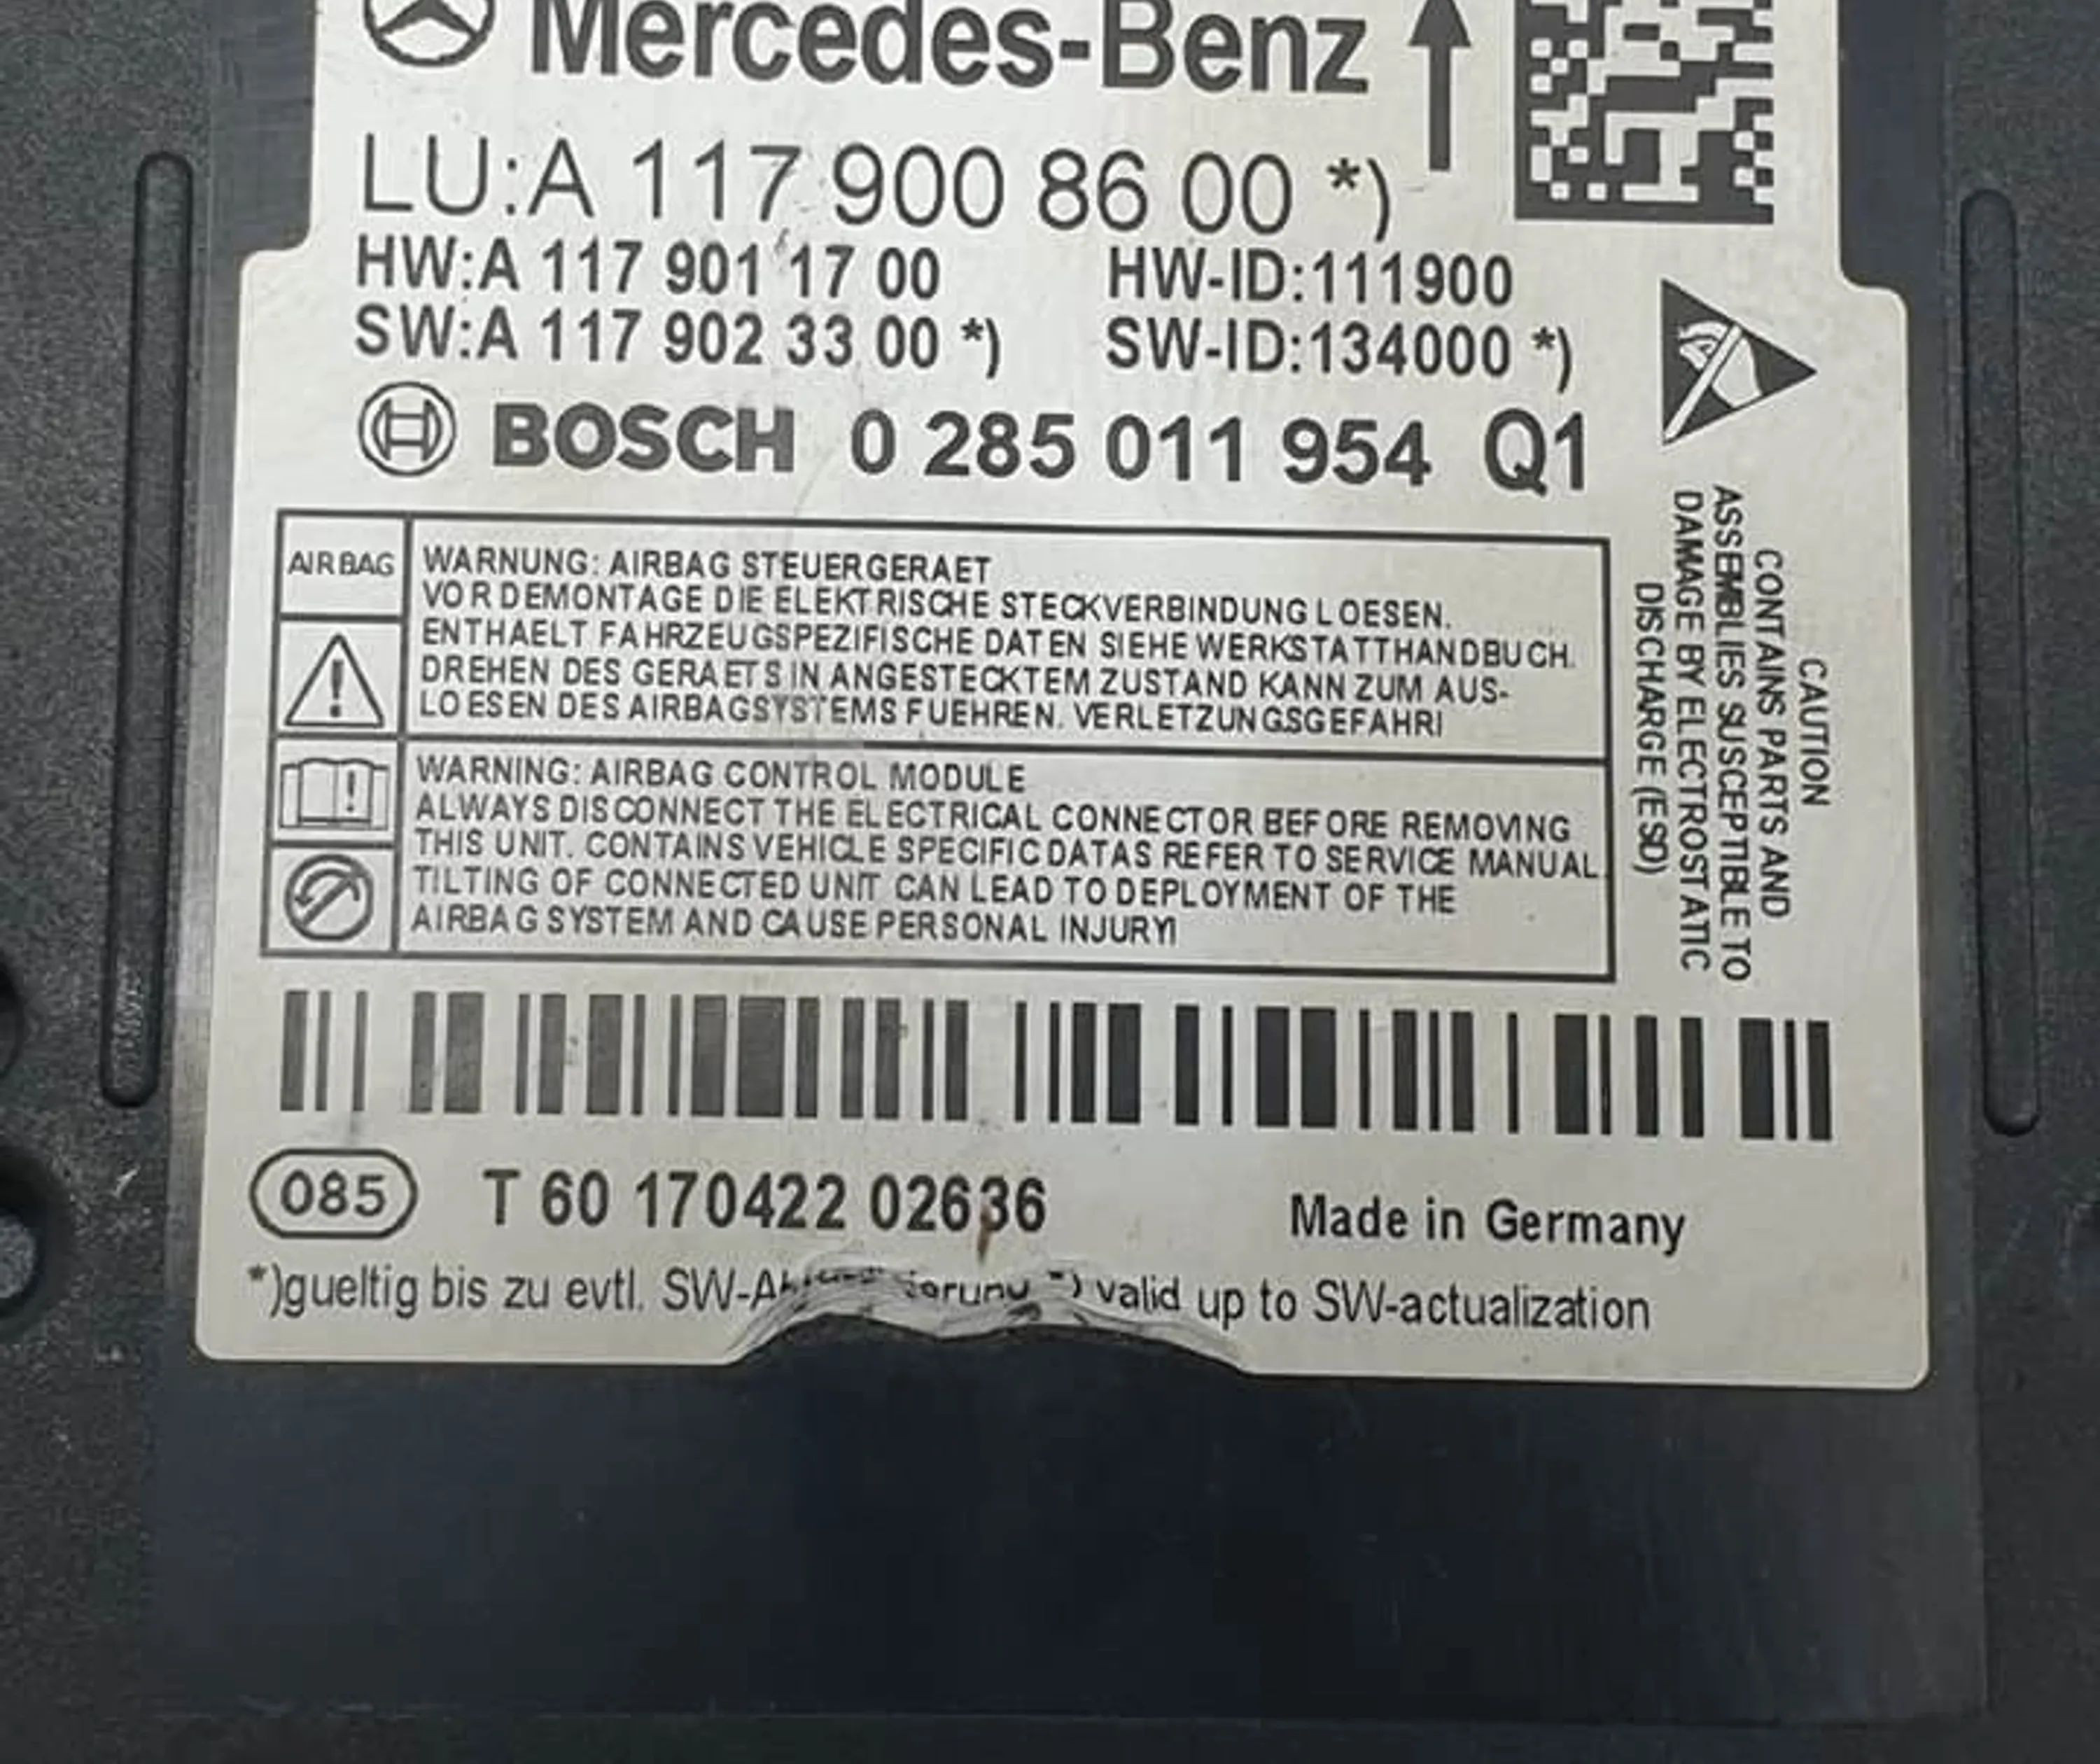 Mercedes-Benz
LU:A 117 900 86 00 *)
HW:A 117 901 17 00 HW-ID:111900
SW:A 117 902 33 00 *) SW-ID:134000 *)
BOSCH 0 285 011 954 Q1
AIRBAG
WARNUNG: AIRBAG STEUERGERAET
VOR DEMONTAGE DIE ELEKTRISCHE STECKVERBINDUNG LOESEN.
ENTHAELT FAHRZEUGSPEZIFISCHE DATEN SIEHE WERKSTATTHANDBUCH.
DREHEN DES GERAETS IN ANGESTECKTEM ZUSTAND KANN ZUM AUS-
LOESEN DES AIRBAGSYSTEMS FUEHREN. VERLETZUNGSGEFAHR!
WARNING: AIRBAG CONTROL MODULE
ALWAYS DISCONNECT THE ELECTRICAL CONNECTOR BEFORE REMOVING
THIS UNIT. CONTAINS VEHICLE SPECIFIC DATAS REFER TO SERVICE MANUAL
TILTING OF CONNECTED UNIT CAN LEAD TO DEPLOYMENT OF THE
AIRBAG SYSTEM AND CAUSE PERSONAL INJURY!
CAUTION
CONTAINS PARTS AND
ASSEMBLIES SUSCEPTIBLE TO
DAMAGE BY ELECTROSTATIC
DISCHARGE (ESD)
085 T 60 170422 02636 Made in Germany
*)gueltig bis zu evtl. *) valid up to SW-actualization